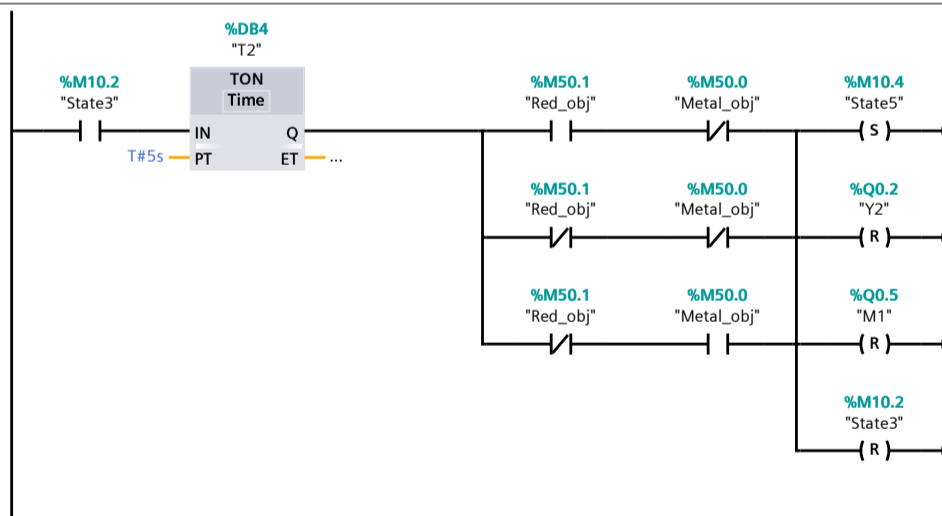 %DB4
"T2"
%M10.2
"State3"
TON
Time
IN
Q
T#5s
PT
ET
...
%M50.1
"Red_obj"
%M50.0
"Metal_obj"
%M10.4
"State5"
S
%M50.1
"Red_obj"
%M50.0
"Metal_obj"
%Q0.2
"Y2"
R
%M50.1
"Red_obj"
%M50.0
"Metal_obj"
%Q0.5
"M1"
R
%M10.2
"State3"
R